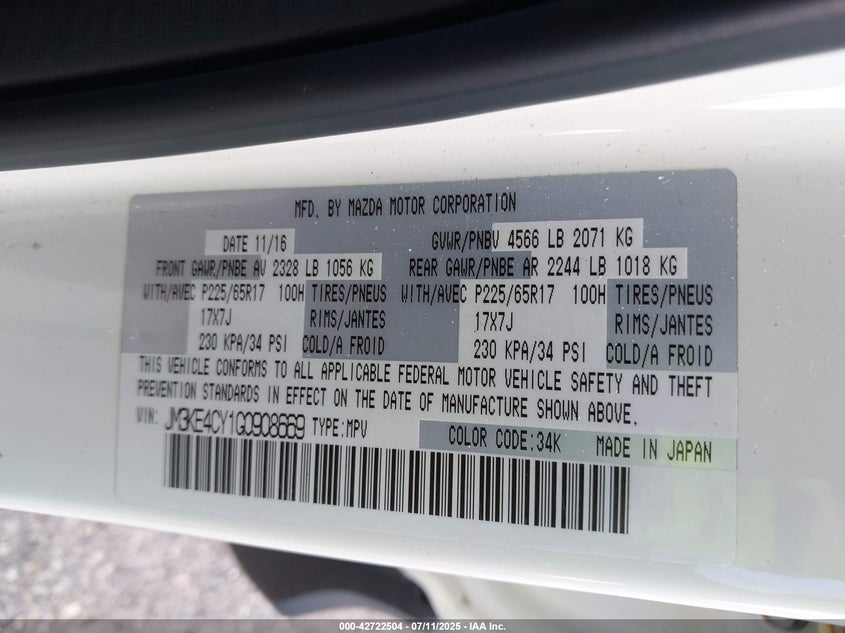 MFD. BY MAZDA MOTOR CORPORATION
DATE 11/16 GVWR/PNBV 4566 LB 2071 KG
FRONT GAWR/PNBE AV 2328 LB 1056 KG REAR GAWR/PNBE AR 2244 LB 1018 KG
WITH/AVEC P225/65R17 100H TIRES/PNEUS WITH/AVEC P225/65R17 100H TIRES/PNEUS
17X7J RIMS/JANTES 17X7J RIMS/JANTES
230 KPA/34 PSI COLD/A FROID 230 KPA/34 PSI COLD/A FROID
THIS VEHICLE CONFORMS TO ALL APPLICABLE FEDERAL MOTOR VEHICLE SAFETY AND THEFT
PREVENTION STANDARDS IN EFFECT ON THE DATE OF MANUFACTURE SHOWN ABOVE.
VIN: JM3KE4CY1G0908669 TYPE:MPV COLOR CODE:34K MADE IN JAPAN
000-42722504 - 07/11/2025 - IAA Inc.